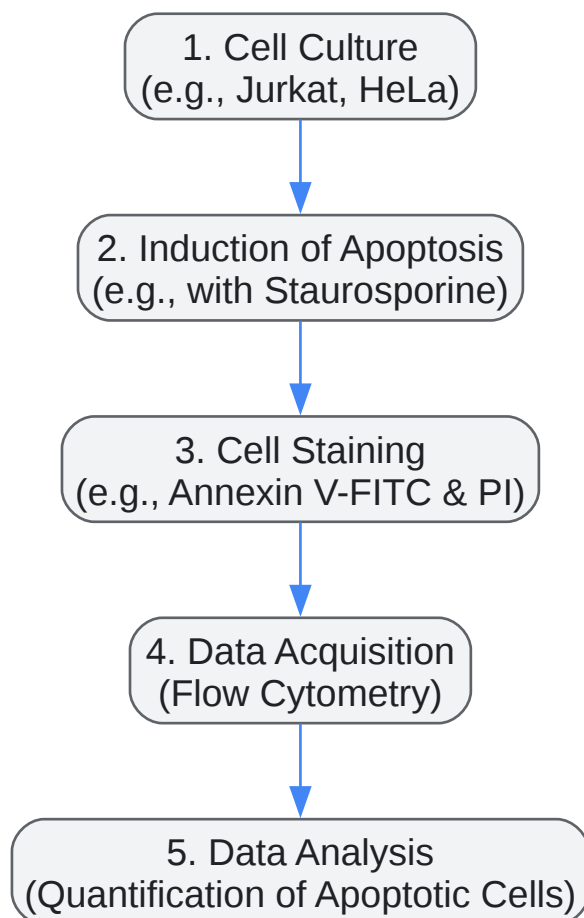 1. Cell Culture
(e.g., Jurkat, HeLa)
2. Induction of Apoptosis
(e.g., with Staurosporine)
3. Cell Staining
(e.g., Annexin V-FITC & PI)
4. Data Acquisition
(Flow Cytometry)
5. Data Analysis
(Quantification of Apoptotic Cells)